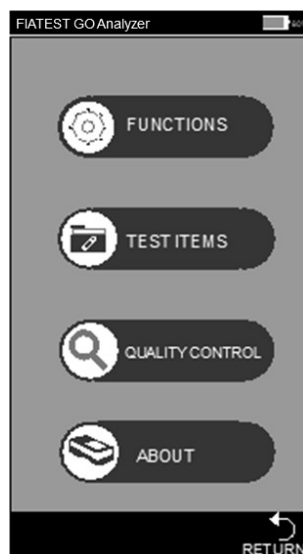 FIATEST GO Analyzer
FUNCTIONS
TEST ITEMS
QUALITY CONTROL
ABOUT
RETURN